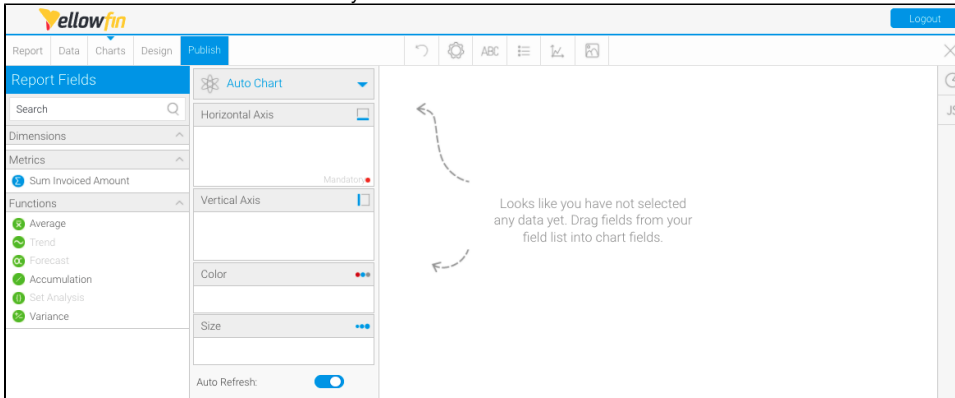 Yellowfin
Logout
Report Data Charts Design Publish
ABC
Report Fields
Search
Dimensions
Metrics
Sum Invoiced Amount
Functions
Average
Trend
Forecast
Accumulation
Set Analysis
Variance
Auto Chart
Horizontal Axis
Mandatory
Vertical Axis
Color
Size
Auto Refresh:
Looks like you have not selected
any data yet. Drag fields from your
field list into chart fields.